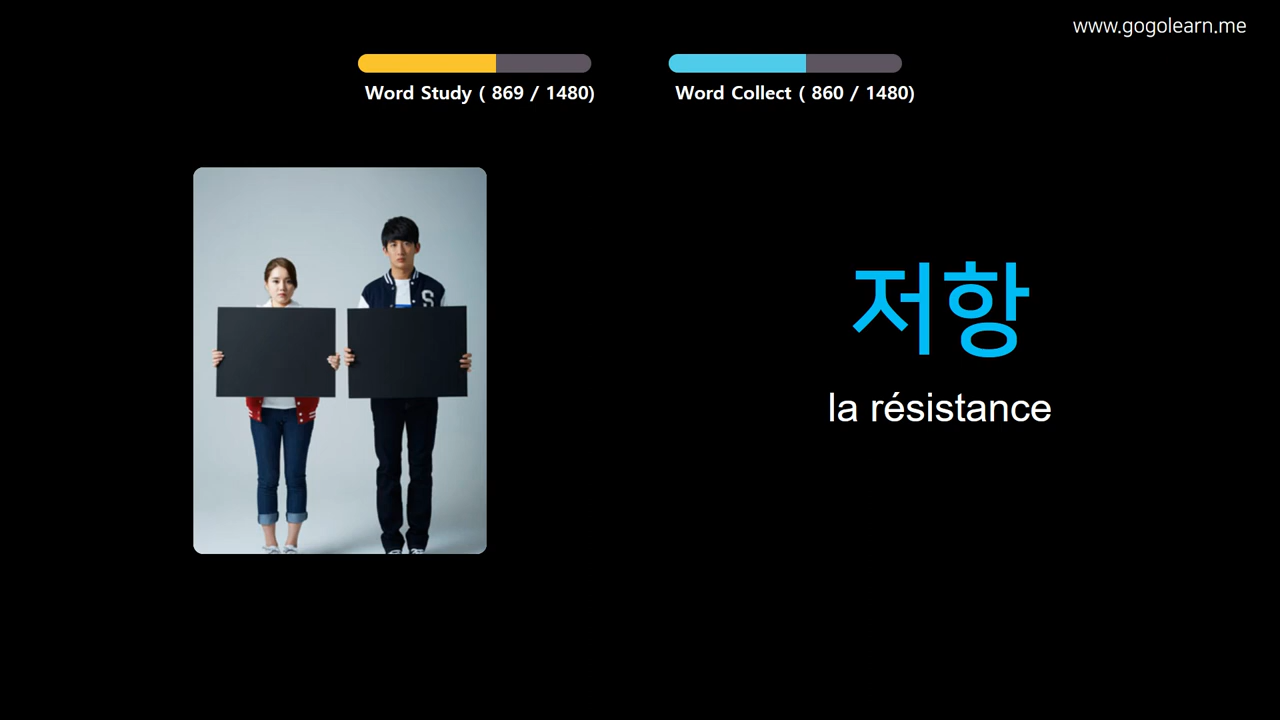 www.gogolearn.me
Word Study ( 869 / 1480)
Word Collect ( 860 / 1480)
S
저항
la résistance